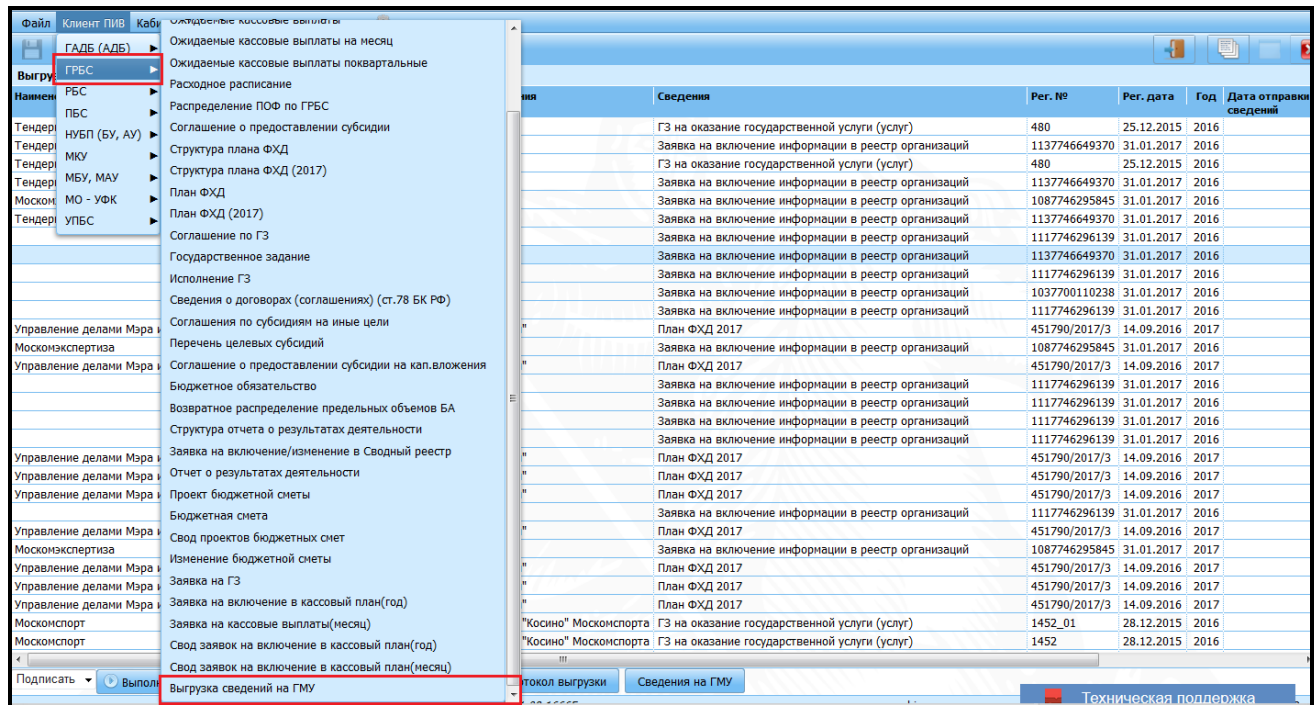 Файл Клиент ПИВ Каби
ГАДБ (АДБ)
ГРБС
РБС
ПБС
НУБП (БУ, АУ)
МКУ
МБУ, МАУ
МО - УФК
УПБС
Ожидаемые кассовые выплаты
Ожидаемые кассовые выплаты на месяц
Ожидаемые кассовые выплаты поквартальные
Расходное расписание
Распределение ПОФ по ГРБС
Соглашение о предоставлении субсидии
Структура плана ФХД
Структура плана ФХД (2017)
План ФХД
План ФХД (2017)
Соглашение по ГЗ
Государственное задание
Исполнение ГЗ
Сведения о договорах (соглашениях) (ст.78 БК РФ)
Соглашения по субсидиям на иные цели
Перечень целевых субсидий
Соглашение о предоставлении субсидии на кап.вложения
Бюджетное обязательство
Возвратное распределение предельных объемов БА
Структура отчета о результатах деятельности
Заявка на включение/изменение в Сводный реестр
Отчет о результатах деятельности
Проект бюджетной сметы
Бюджетная смета
Свод проектов бюджетных смет
Изменение бюджетной сметы
Заявка на ГЗ
Заявка на включение в кассовый план(год)
Заявка на кассовые выплаты(месяц)
Свод заявок на включение в кассовый план(год)
Свод заявок на включение в кассовый план(месяц)
Выгрузка сведений на ГМУ
Выгру
Наимен ния Сведения Рег. № Рег. дата Год Дата отправки
сведений
Тендер ГЗ на оказание государственной услуги (услуг) 480 25.12.2015 2016
Тендер Заявка на включение информации в реестр организаций 1137746649370 31.01.2017 2016
Тендер ГЗ на оказание государственной услуги (услуг) 480 25.12.2015 2016
Тендер Заявка на включение информации в реестр организаций 1137746649370 31.01.2017 2016
Моском Заявка на включение информации в реестр организаций 1087746295845 31.01.2017 2016
Тендер Заявка на включение информации в реестр организаций 1137746649370 31.01.2017 2016
Заявка на включение информации в реестр организаций 1117746296139 31.01.2017 2016
Заявка на включение информации в реестр организаций 1137746649370 31.01.2017 2016
Заявка на включение информации в реестр организаций 1117746296139 31.01.2017 2016
Заявка на включение информации в реестр организаций 1037700110238 31.01.2017 2016
Заявка на включение информации в реестр организаций 1117746296139 31.01.2017 2016
Управление делами Мэра и " План ФХД 2017 451790/2017/3 14.09.2016 2017
Москомэкспертиза Заявка на включение информации в реестр организаций 1087746295845 31.01.2017 2016
Управление делами Мэра и " План ФХД 2017 451790/2017/3 14.09.2016 2017
Заявка на включение информации в реестр организаций 1117746296139 31.01.2017 2016
Заявка на включение информации в реестр организаций 1117746296139 31.01.2017 2016
Заявка на включение информации в реестр организаций 1117746296139 31.01.2017 2016
Заявка на включение информации в реестр организаций 1117746296139 31.01.2017 2016
Управление делами Мэра и " План ФХД 2017 451790/2017/3 14.09.2016 2017
Управление делами Мэра и " План ФХД 2017 451790/2017/3 14.09.2016 2017
Управление делами Мэра и " План ФХД 2017 451790/2017/3 14.09.2016 2017
Заявка на включение информации в реестр организаций 1117746296139 31.01.2017 2016
Управление делами Мэра и " План ФХД 2017 451790/2017/3 14.09.2016 2017
Москомэкспертиза Заявка на включение информации в реестр организаций 1087746295845 31.01.2017 2016
Управление делами Мэра и " План ФХД 2017 451790/2017/3 14.09.2016 2017
Управление делами Мэра и " План ФХД 2017 451790/2017/3 14.09.2016 2017
Управление делами Мэра и " План ФХД 2017 451790/2017/3 14.09.2016 2017
Москомспорт "Косино" Москомспорта ГЗ на оказание государственной услуги (услуг) 1452_01 28.12.2015 2016
Москомспорт "Косино" Москомспорта ГЗ на оказание государственной услуги (услуг) 1452 28.12.2015 2016
Подписать Выполн токол выгрузки Сведения на ГМУ
Техническая поддержка